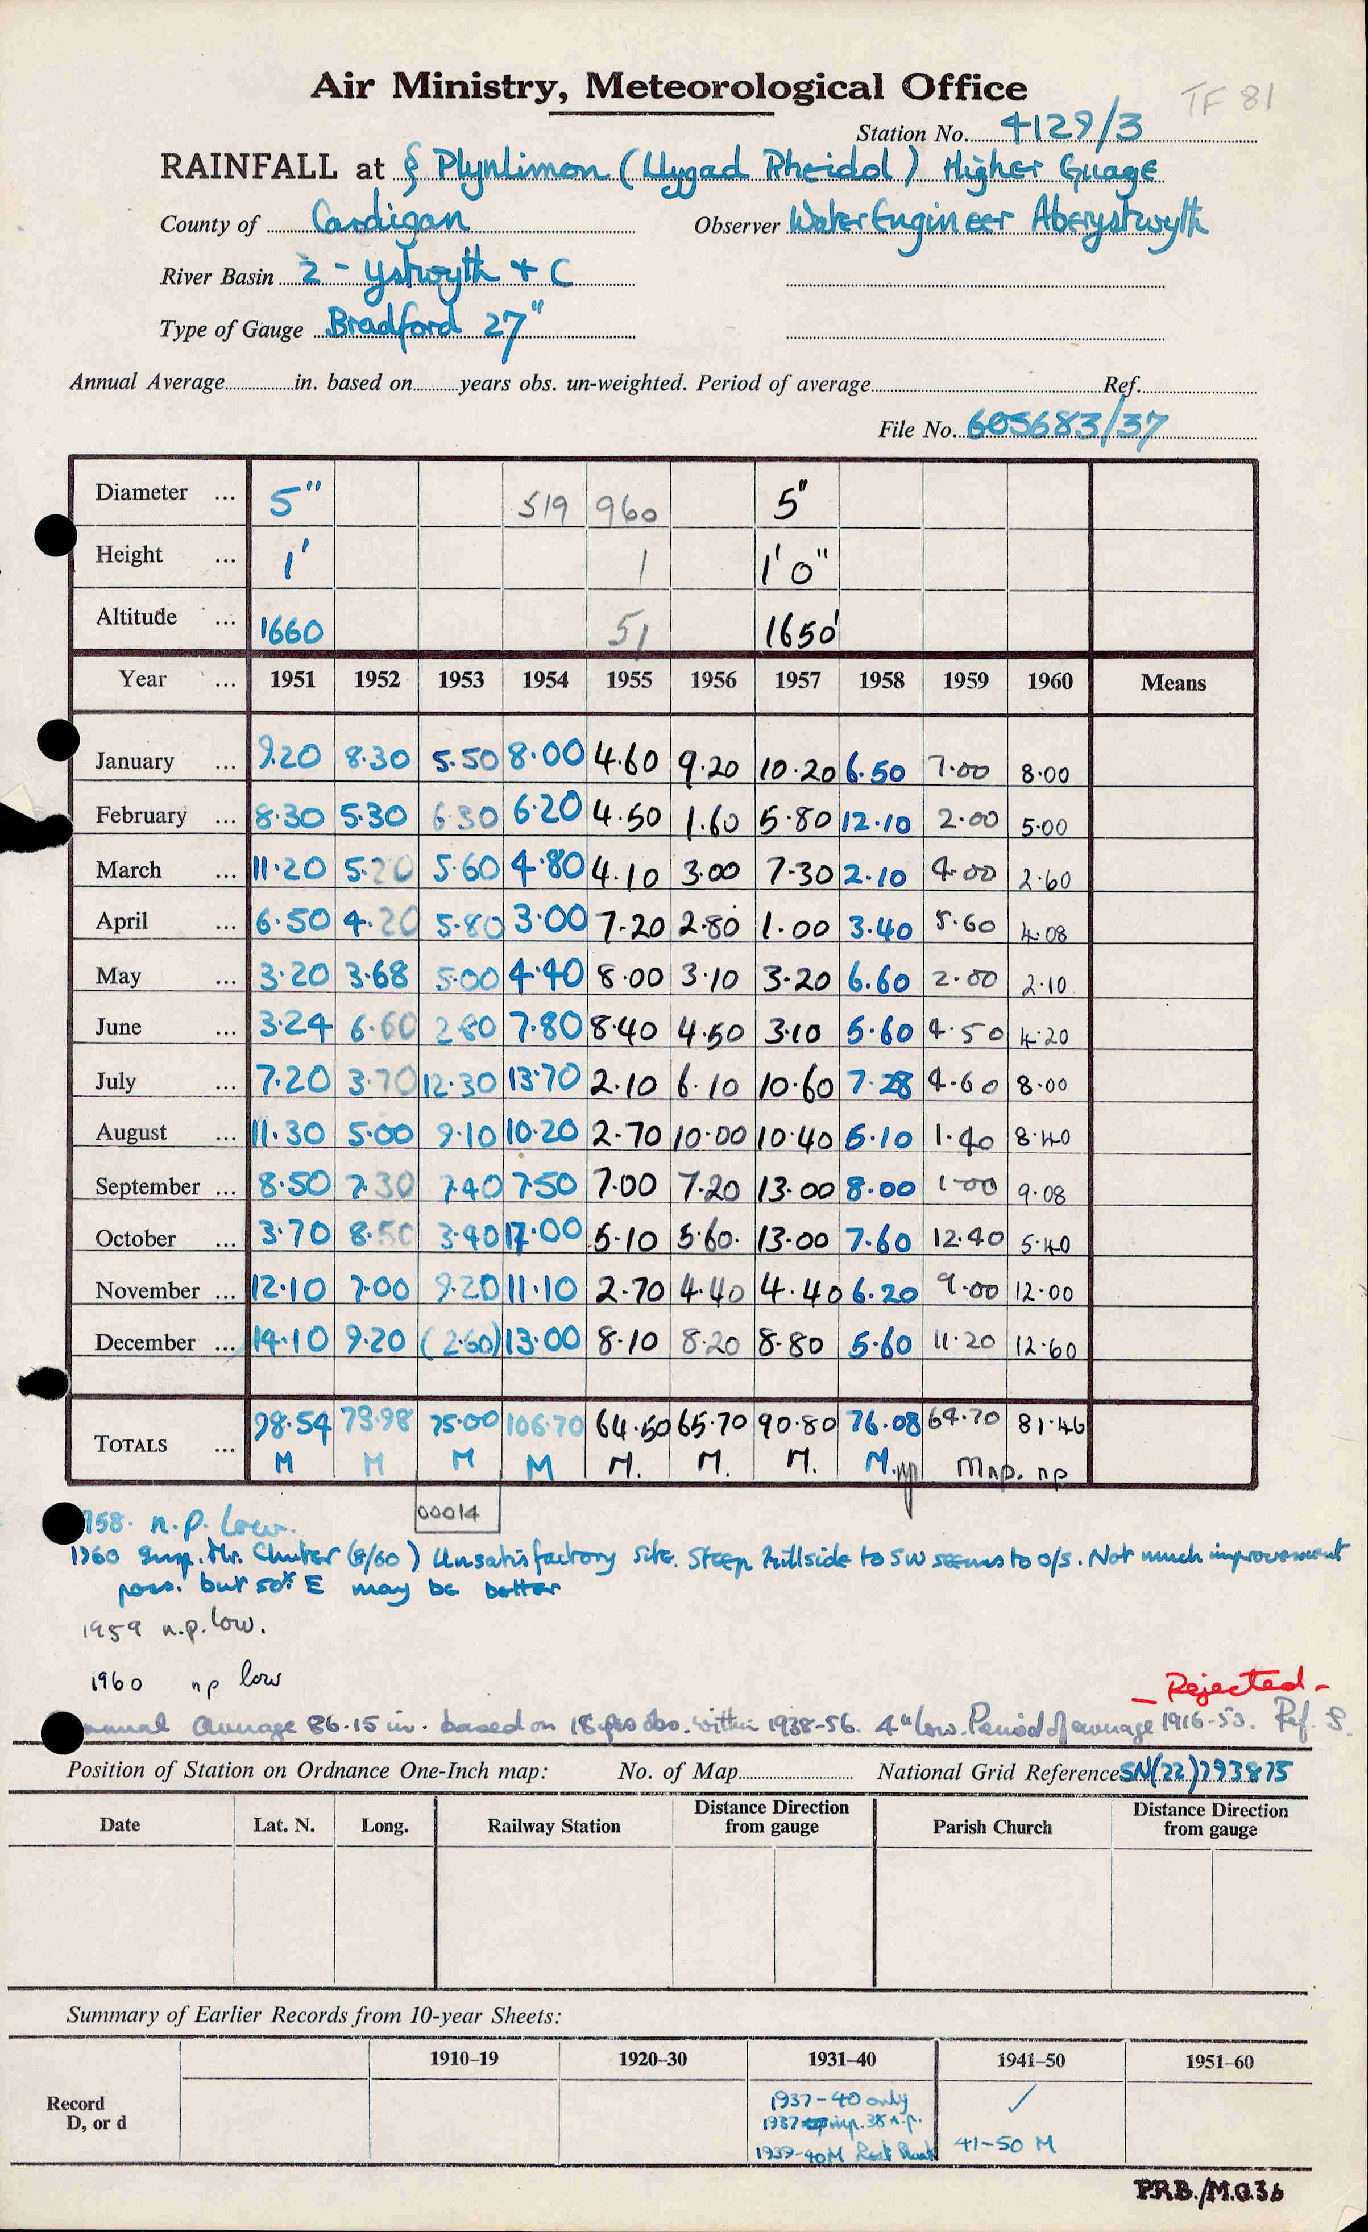 Air Ministry, Meteorological Office
TF 81
Station No. 4129/3
RAINFALL at § Plynlimon (Llygad Rheidol) Higher Guage
County of Cardigan Observer Water Engineer Aberystwyth
River Basin 2 - Ystwyth + C
Type of Gauge Bradford 27"
Annual Average in. based on years obs. un-weighted. Period of average Ref.
File No. 605683/37
Diameter ... 5" 519 960 5"
Height ... 1' 1 1' 0"
Altitude ... 1660 51 1650'
Year ... 1951 1952 1953 1954 1955 1956 1957 1958 1959 1960 Means
January ... 9.20 8.30 5.50 8.00 4.60 9.20 10.20 6.50 7.00 8.00
February ... 8.30 5.30 6.30 6.20 4.50 1.60 5.80 12.10 2.00 5.00
March ... 11.20 5.20 5.60 4.80 4.10 3.00 7.30 2.10 4.00 2.60
April ... 6.50 4.20 5.80 3.00 7.20 2.80 1.00 3.40 5.60 4.08
May ... 3.20 3.68 5.00 4.40 8.00 3.10 3.20 6.60 2.00 2.10
June ... 3.24 6.60 2.80 7.80 8.40 4.50 3.10 5.60 4.50 4.20
July ... 7.20 3.70 12.30 13.70 2.10 6.10 10.60 7.28 4.60 8.00
August ... 11.30 5.00 9.10 10.20 2.70 10.00 10.40 5.10 1.40 8.40
September ... 8.50 7.30 7.40 7.50 7.00 7.20 13.00 8.00 1.00 9.08
October ... 3.70 8.50 3.90 17.00 5.10 5.60. 13.00 7.60 12.40 5.40
November ... 12.10 7.00 9.20 11.10 2.70 4.40 4.40 6.20 9.00 12.00
December ... 14.10 9.20 (2.60) 13.00 8.10 8.20 8.80 5.60 11.20 12.60
TOTALS ... 98.54 73.98 75.00 106.70 64.50 65.70 90.80 76.08 64.70 81.46
M M M M M. M. M. M. np M np. np
00014
1958. n.p. Low.
1960 Insp. Mr. Chuter (8/60) Unsatisfactory Site. Steep hillside to SW seems to o/s. Not much improvement
poss. but 50x E may be better
1959 n.p. low.
1960 np low
- Rejected -
Annual average 86.15 in. based on 18 yrs obs. within 1938-56. 4" low. Period of average 1916-50. Ref. S.
Position of Station on Ordnance One-Inch map: No. of Map National Grid Reference SN(22)793875
Date Lat. N. Long. Railway Station Distance Direction from gauge Parish Church Distance Direction from gauge
Summary of Earlier Records from 10-year Sheets:
1910–19 1920–30 1931–40 1941–50 1951–60
Record
D, or d
1937-40 only ✓
1937 inp. 38 n.p.
1939-40M 41-50 M
P.R.B./M.O.36